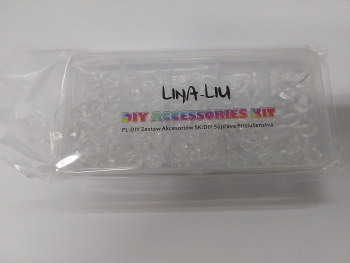 LINA-LIU
DIY ACCESSORIES KIT
PL:DIY Zestaw Akcesoriów SK:DIY Súprava Príslušenstva